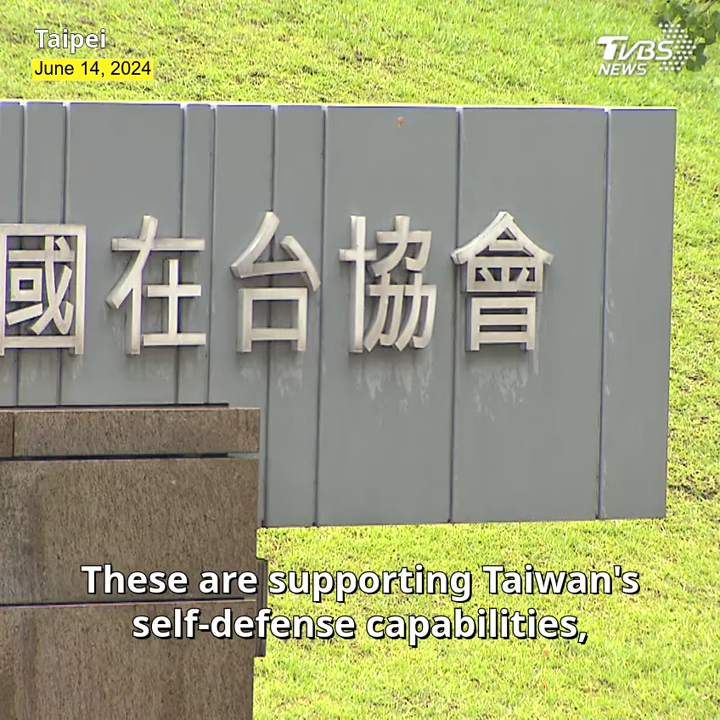 Taipei
June 14, 2024
TVBS
NEWS
國在台協會
These are supporting Taiwan's
self-defense capabilities,